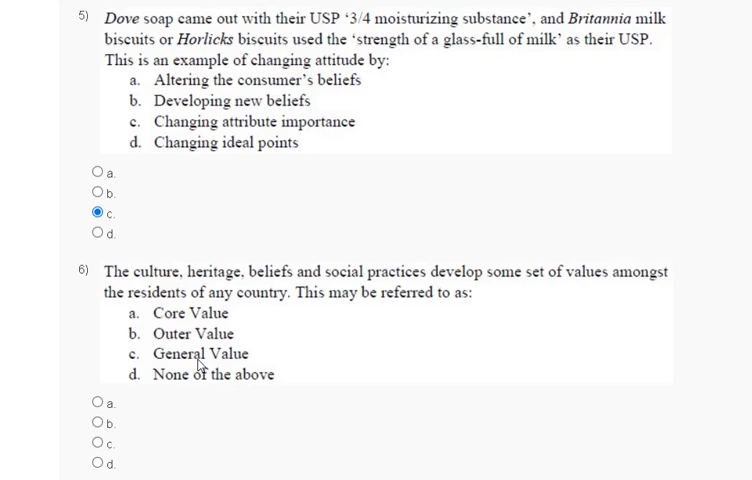 5) Dove soap came out with their USP ‘3/4 moisturizing substance’, and Britannia milk
biscuits or Horlicks biscuits used the ‘strength of a glass-full of milk’ as their USP.
This is an example of changing attitude by:
a. Altering the consumer’s beliefs
b. Developing new beliefs
c. Changing attribute importance
d. Changing ideal points
a.
b.
c.
d.
6) The culture, heritage, beliefs and social practices develop some set of values amongst
the residents of any country. This may be referred to as:
a. Core Value
b. Outer Value
c. General Value
d. None of the above
a.
b.
c.
d.